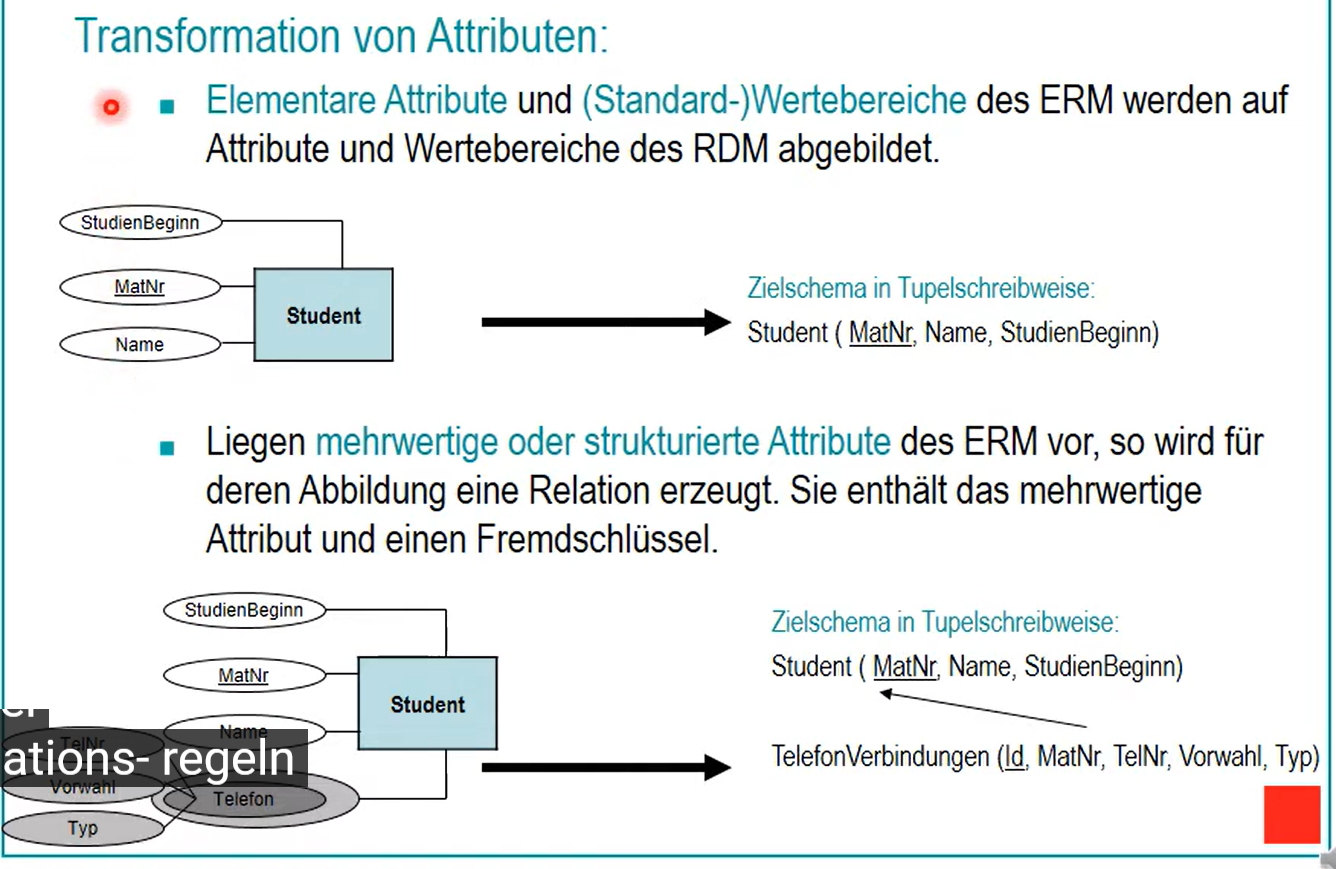 Transformation von Attributen:
Elementare Attribute und (Standard-)Wertebereiche des ERM werden auf
Attribute und Wertebereiche des RDM abgebildet.
StudienBeginn
MatNr
Name
Student
Zielschema in Tupelschreibweise:
Student ( MatNr, Name, StudienBeginn)
Liegen mehrwertige oder strukturierte Attribute des ERM vor, so wird für
deren Abbildung eine Relation erzeugt. Sie enthält das mehrwertige
Attribut und einen Fremdschlüssel.
StudienBeginn
MatNr
Name
Student
TelNr
Vorwahl
Typ
Telefon
ations- regeln
Zielschema in Tupelschreibweise:
Student ( MatNr, Name, StudienBeginn)
TelefonVerbindungen (Id, MatNr, TelNr, Vorwahl, Typ)